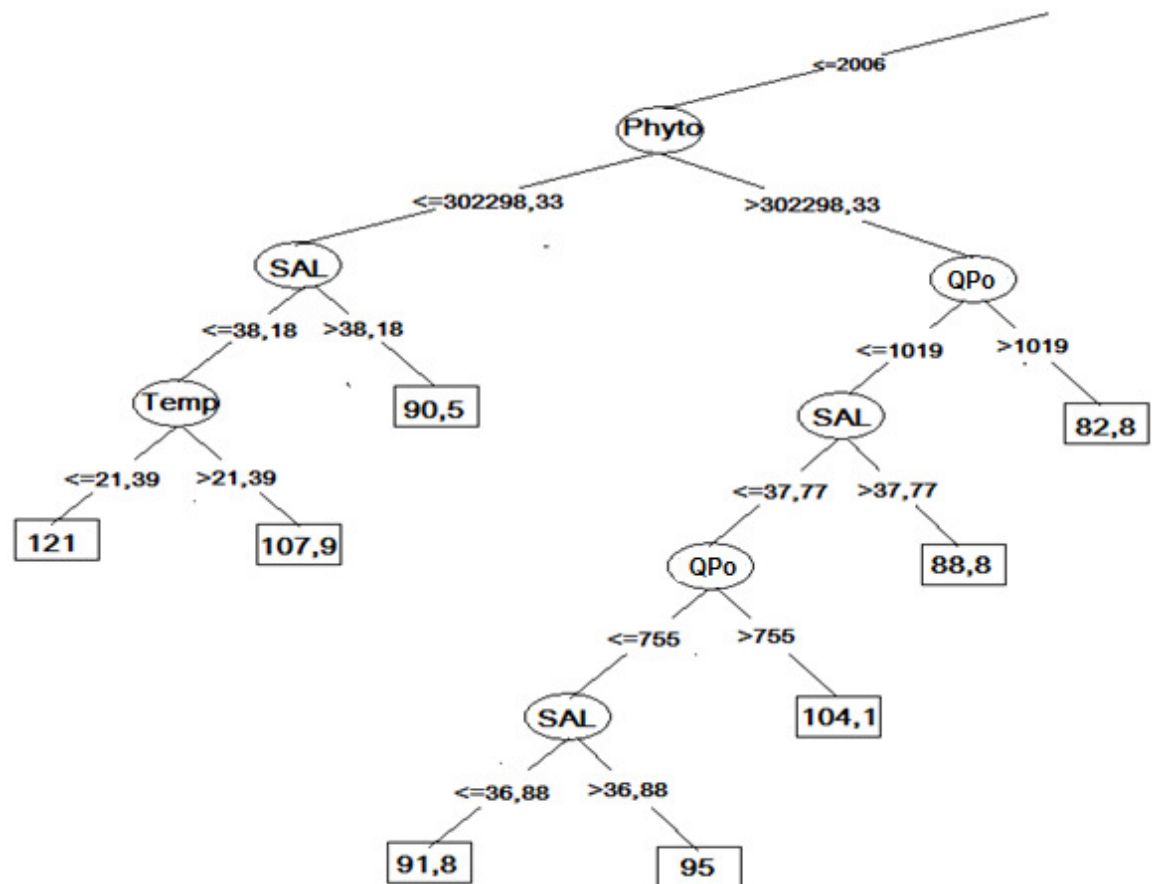 <=2006
Phyto
<=302298,33 >302298,33
SAL QPo
<=38,18 >38,18 <=1019 >1019
Temp 90,5 SAL 82,8
<=21,39 >21,39 <=37,77 >37,77
121 107,9 QPo 88,8
<=755 >755
SAL 104,1
<=36,88 >36,88
91,8 95